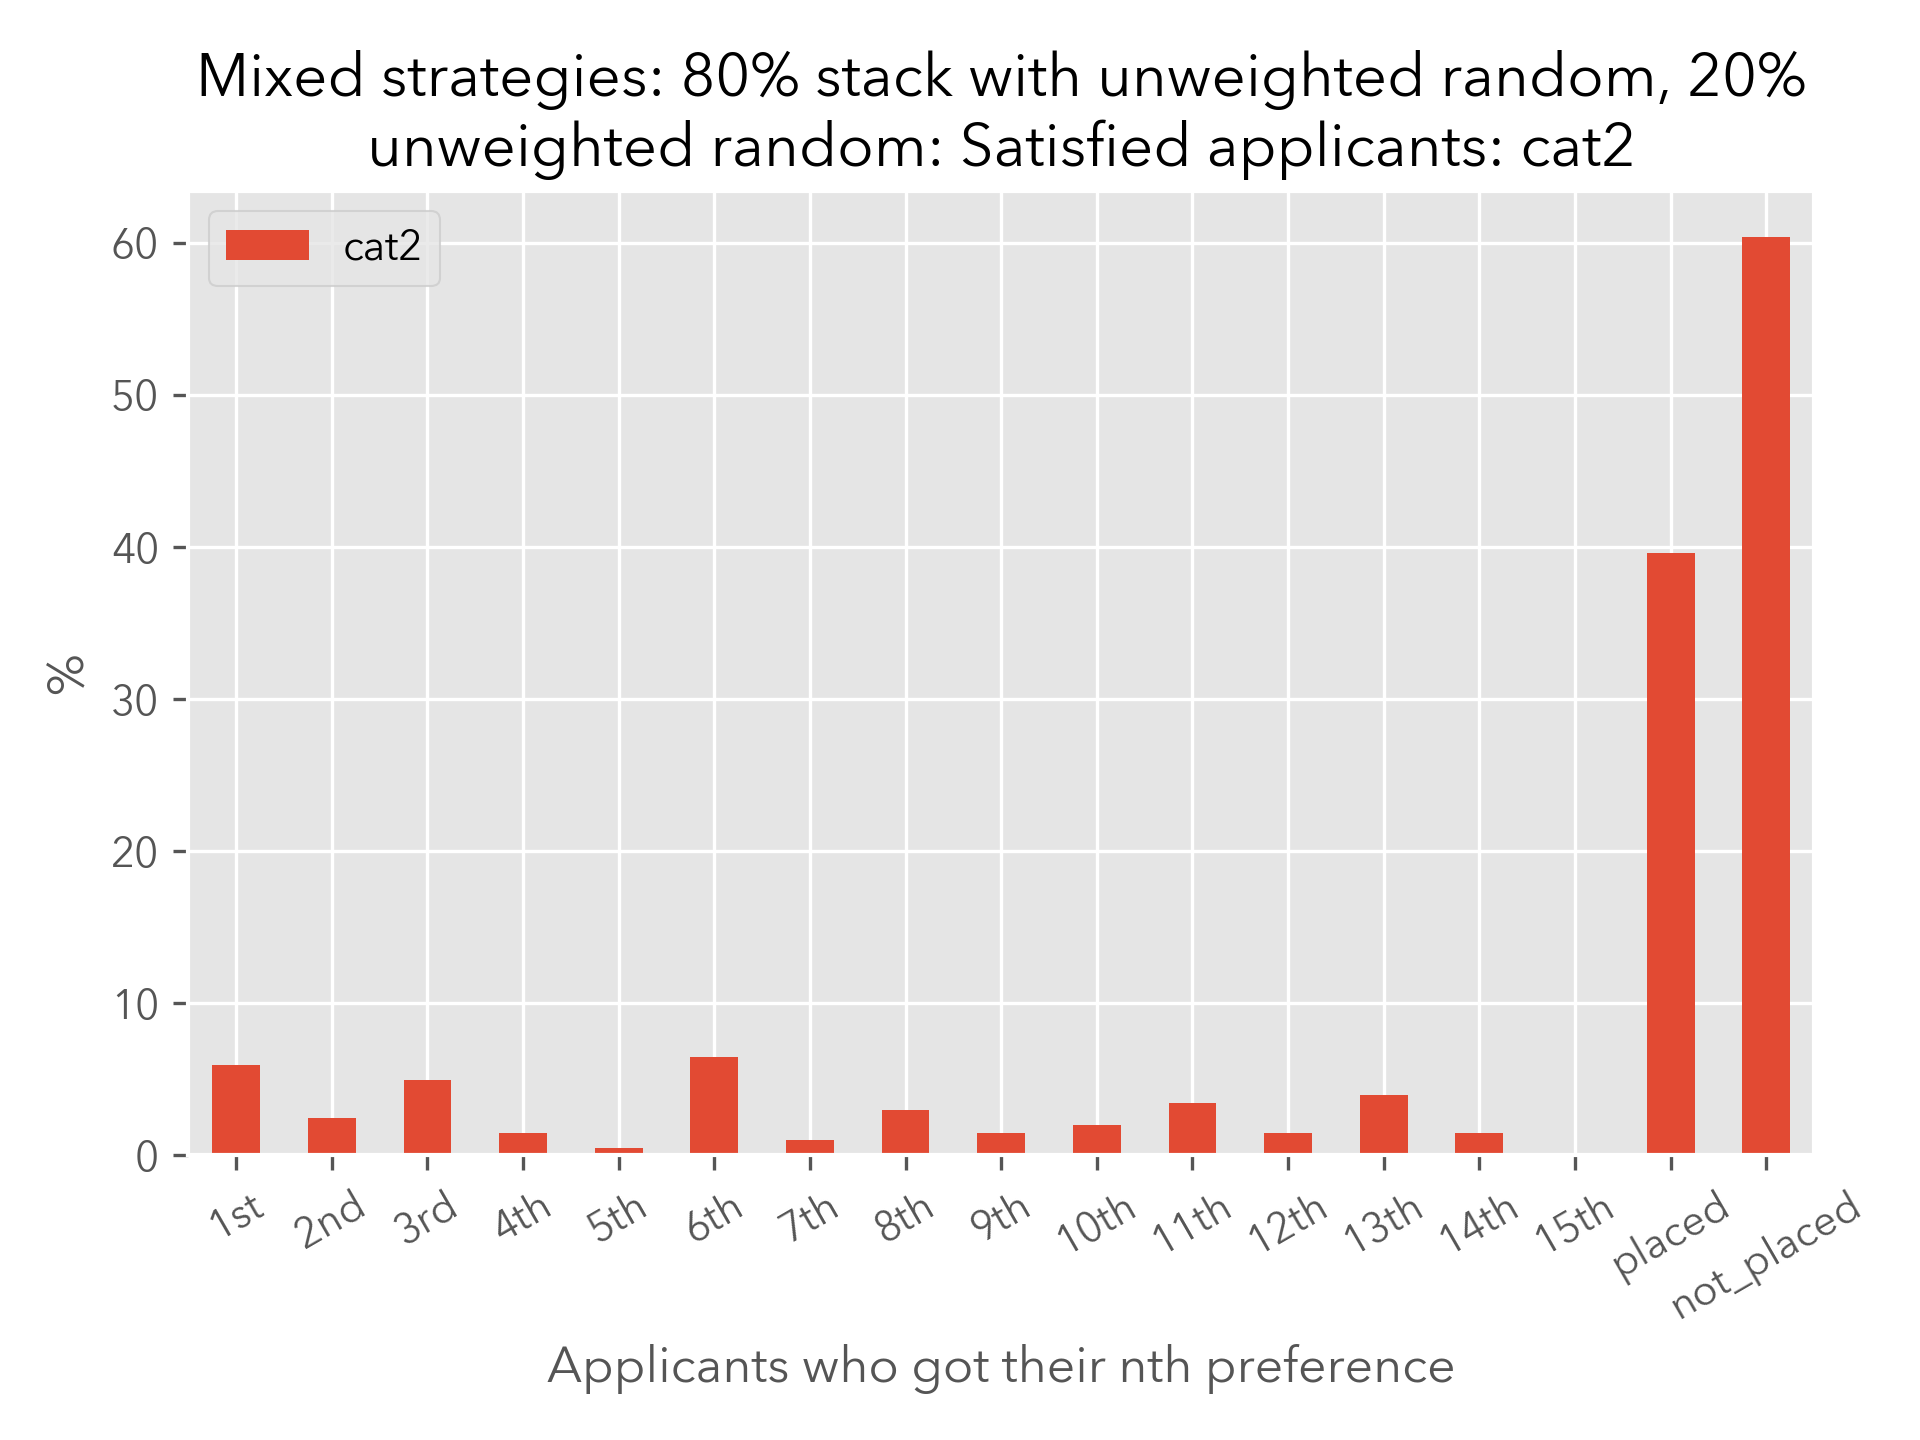 Mixed strategies: 80% stack with unweighted random, 20%
unweighted random: Satisfied applicants: cat2
cat2
60
50
40
30
20
10
0
%
1st
2nd
3rd
4th
5th
6th
7th
8th
9th
10th
11th
12th
13th
14th
15th
placed
not_placed
Applicants who got their nth preference